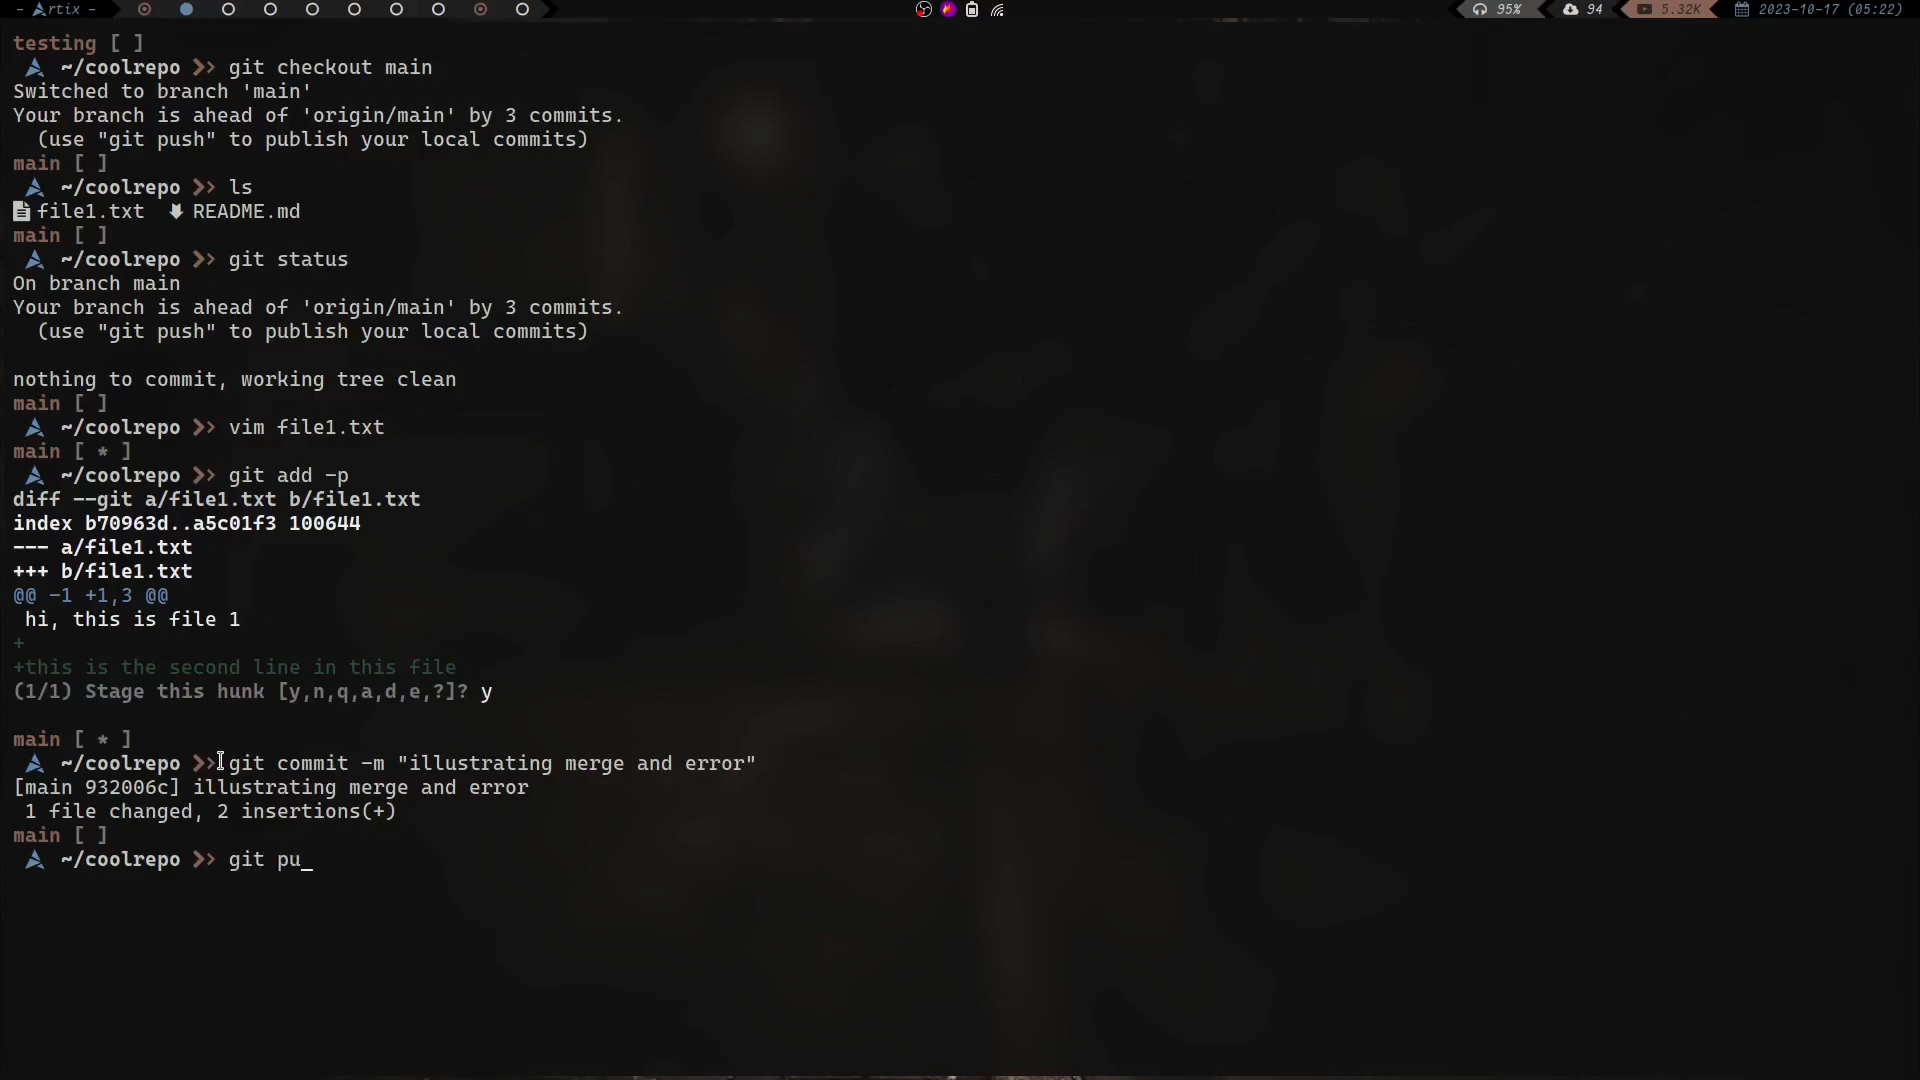 - Artix - 95% 94 5.32K 2023-10-17 (05:22)
testing [ ]
~/coolrepo git checkout main
Switched to branch 'main'
Your branch is ahead of 'origin/main' by 3 commits.
(use "git push" to publish your local commits)
main [ ]
~/coolrepo ls
file1.txt README.md
main [ ]
~/coolrepo git status
On branch main
Your branch is ahead of 'origin/main' by 3 commits.
(use "git push" to publish your local commits)
nothing to commit, working tree clean
main [ ]
~/coolrepo vim file1.txt
main [ * ]
~/coolrepo git add -p
diff --git a/file1.txt b/file1.txt
index b70963d..a5c01f3 100644
--- a/file1.txt
+++ b/file1.txt
@@ -1 +1,3 @@
hi, this is file 1
+
+this is the second line in this file
(1/1) Stage this hunk [y,n,q,a,d,e,?]? y
main [ * ]
~/coolrepo git commit -m "illustrating merge and error"
[main 932006c] illustrating merge and error
1 file changed, 2 insertions(+)
main [ ]
~/coolrepo git pu_